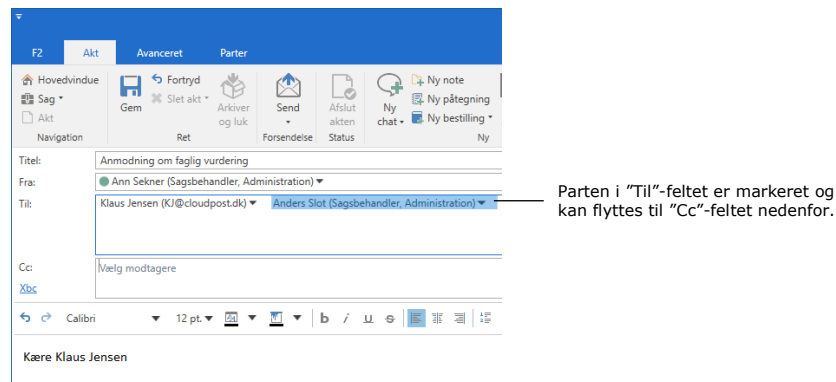 F2 Akt Avanceret Parter
Hovedvindue
Sag
Akt
Navigation
Gem
Fortryd
Slet akt
Arkiver
og luk
Ret
Send
Forsendelse
Afslut
akten
Status
Ny
chat
Ny note
Ny påtegning
Ny bestilling
Ny
Titel: Anmodning om faglig vurdering
Fra: Ann Sekner (Sagsbehandler, Administration)
Til: Klaus Jensen (KJ@cloudpost.dk) Anders Slot (Sagsbehandler, Administration)
Parten i ”Til”-feltet er markeret og
kan flyttes til ”Cc”-feltet nedenfor.
Cc: Vælg modtagere
Xbc
Calibri 12 pt. b i u s
Kære Klaus Jensen